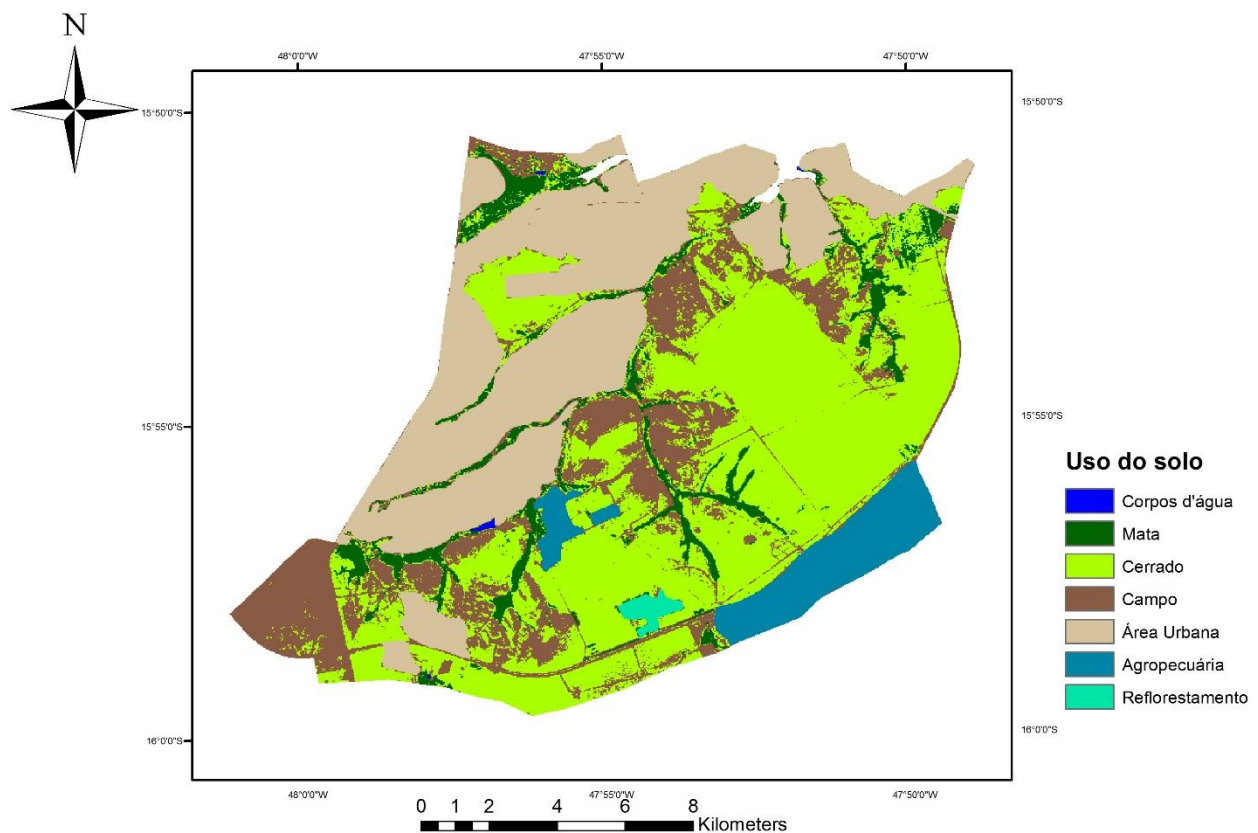 N
48°0'0"W 47°55'0"W 47°50'0"W
15°50'0"S 15°50'0"S
15°55'0"S 15°55'0"S
16°0'0"S 16°0'0"S
Uso do solo
Corpos d'água
Mata
Cerrado
Campo
Área Urbana
Agropecuária
Reflorestamento
48°0'0"W 47°55'0"W 47°50'0"W
0 1 2 4 6 8
Kilometers